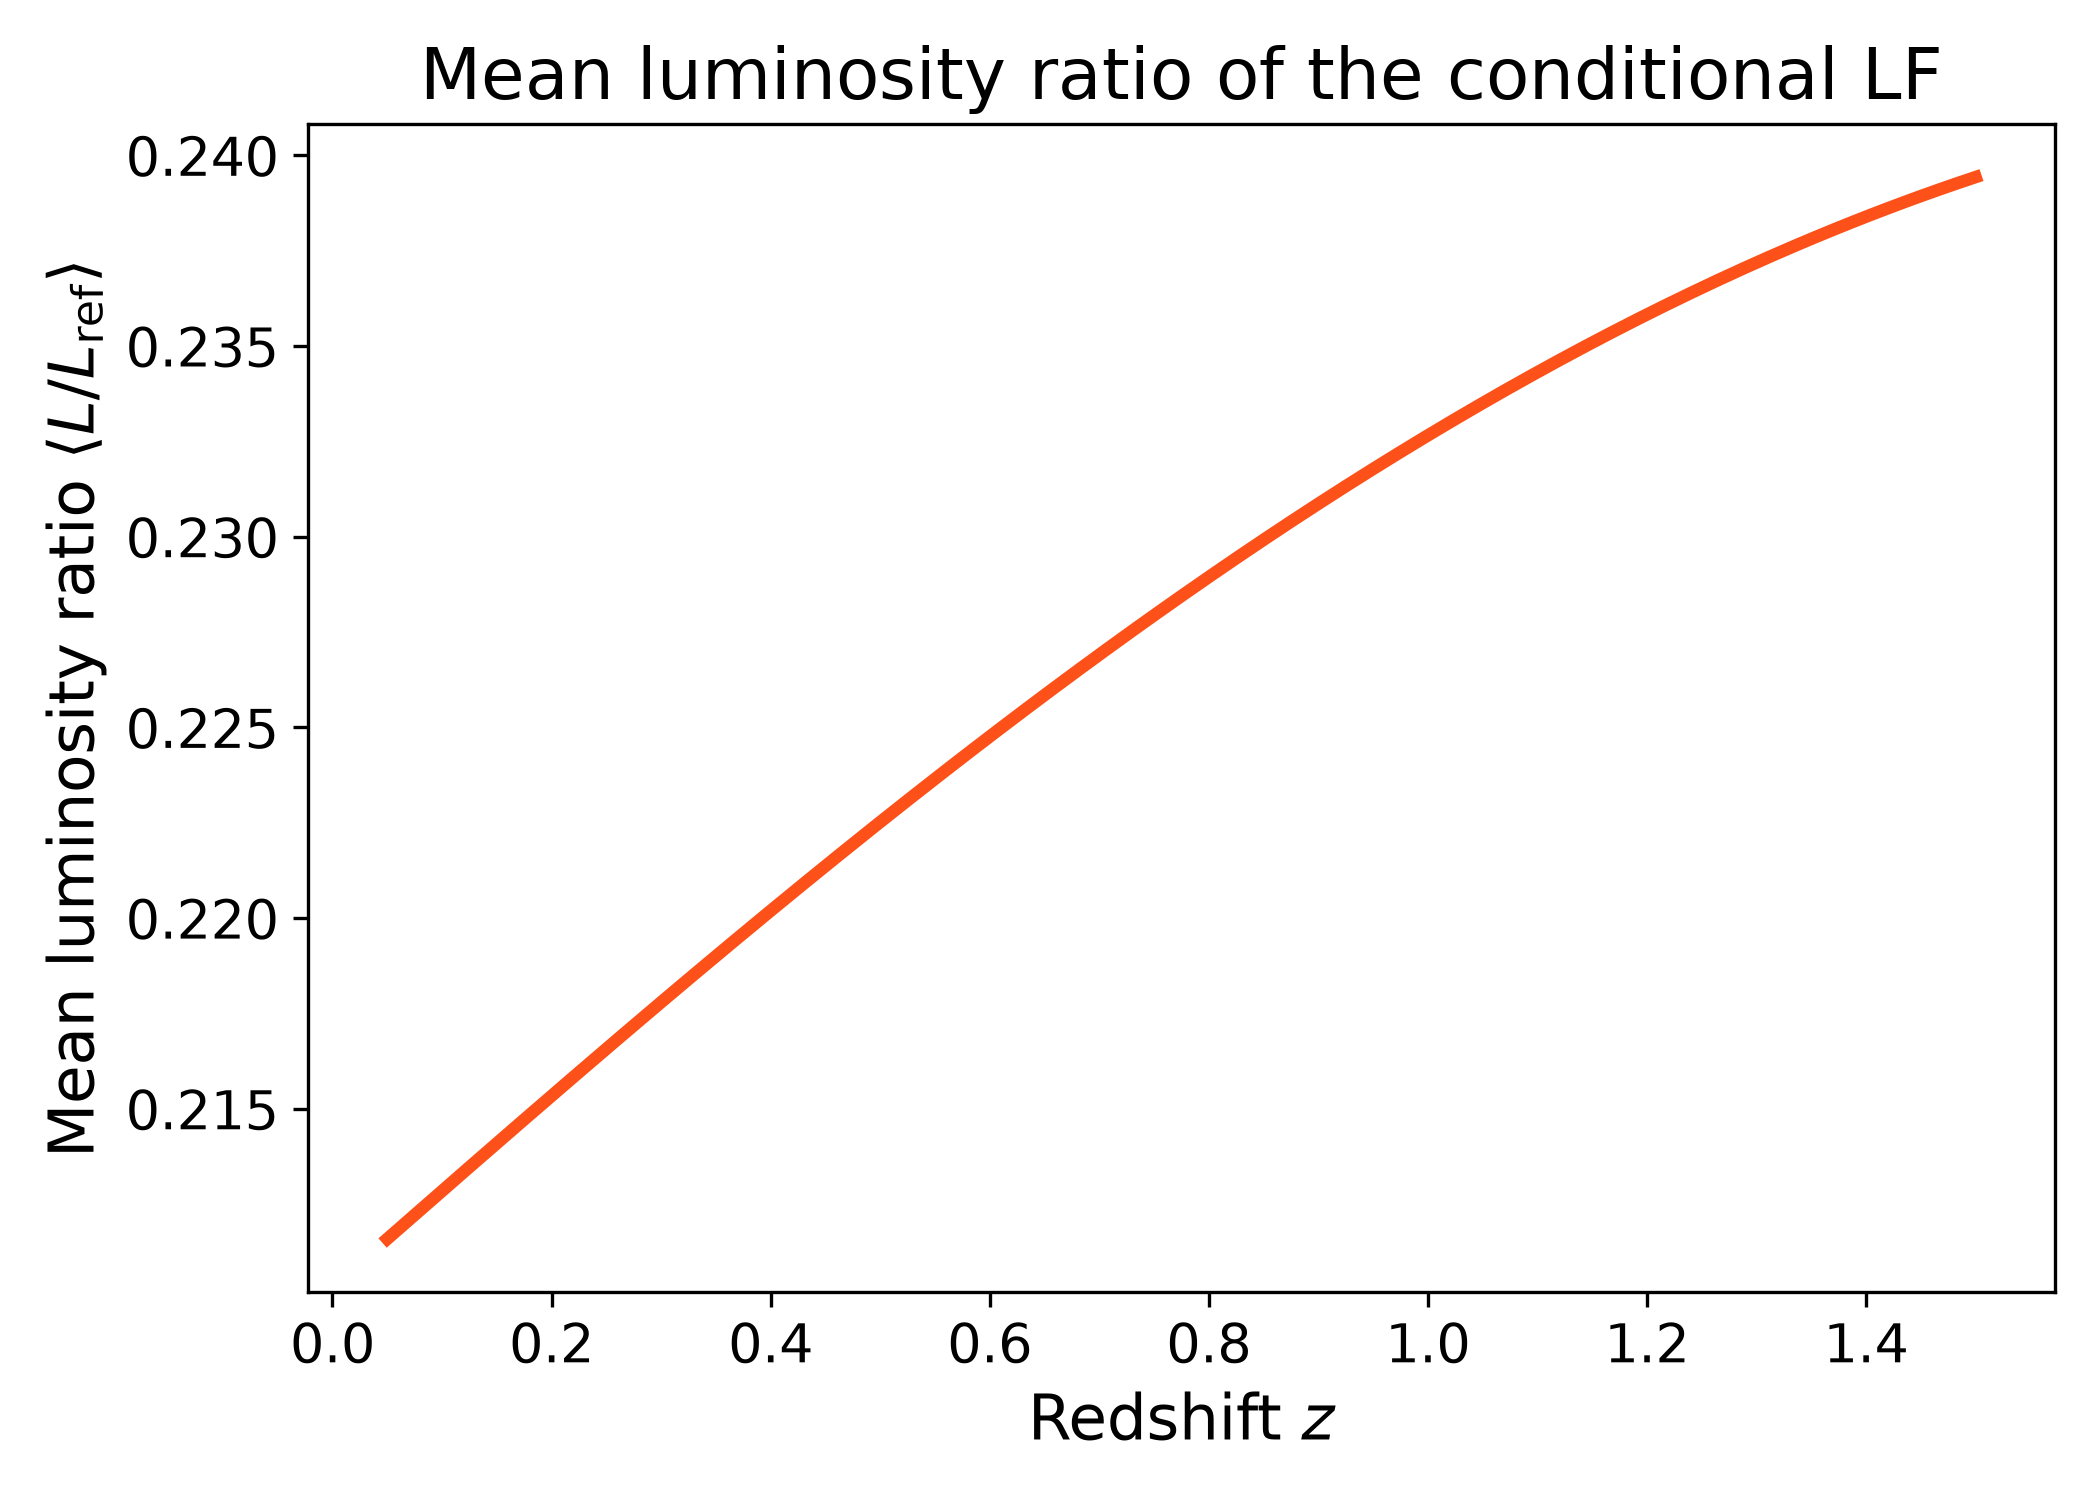 Mean luminosity ratio of the conditional LF
Mean luminosity ratio ⟨L/L_ref⟩
0.240
0.235
0.230
0.225
0.220
0.215
0.0 0.2 0.4 0.6 0.8 1.0 1.2 1.4
Redshift z